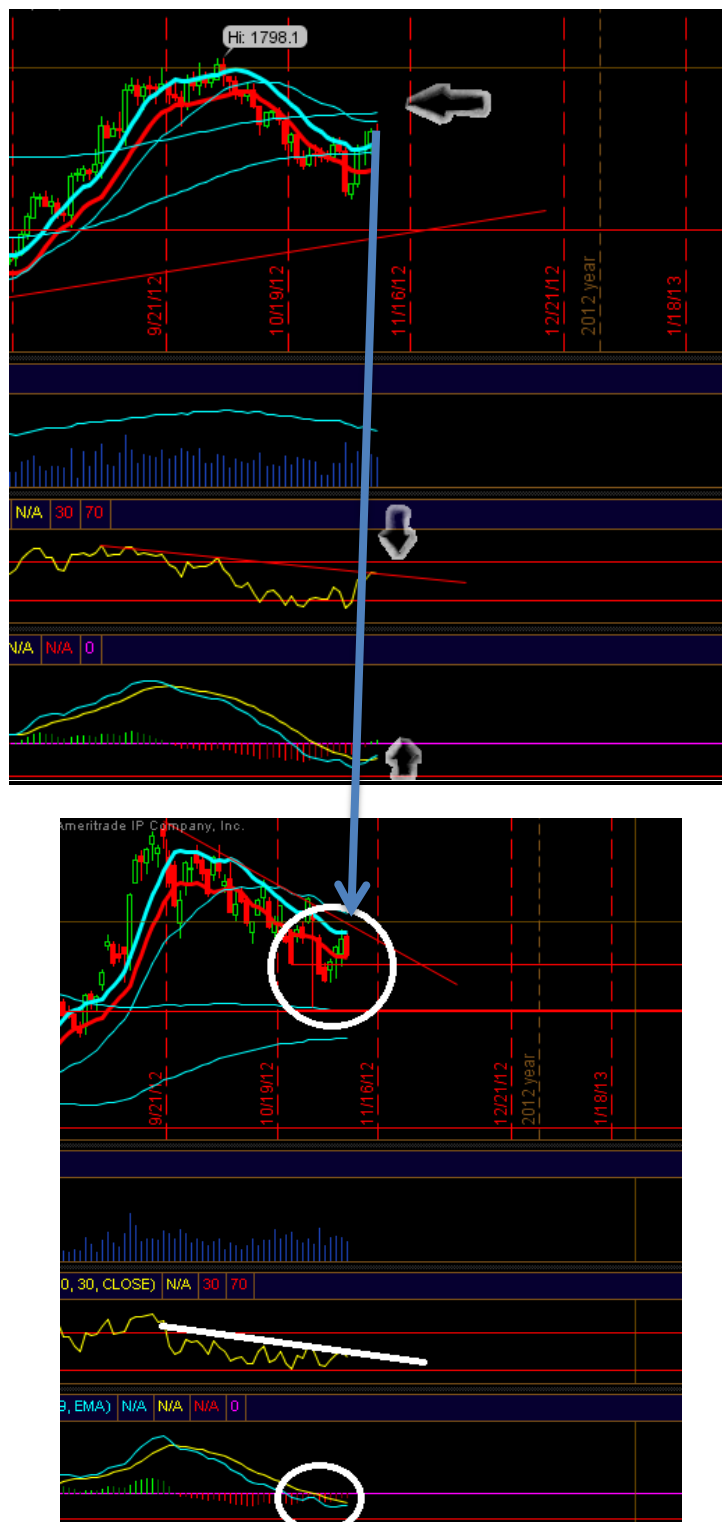 Hi: 1798.1
9/21/12
10/19/12
11/16/12
12/21/12
2012 year
1/18/13
N/A 30 70
N/A N/A 0
Ameritrade IP Company, Inc.
9/21/12
10/19/12
11/16/12
12/21/12
2012 year
1/18/13
0, 30, CLOSE) N/A 30 70
9, EMA) N/A N/A N/A 0